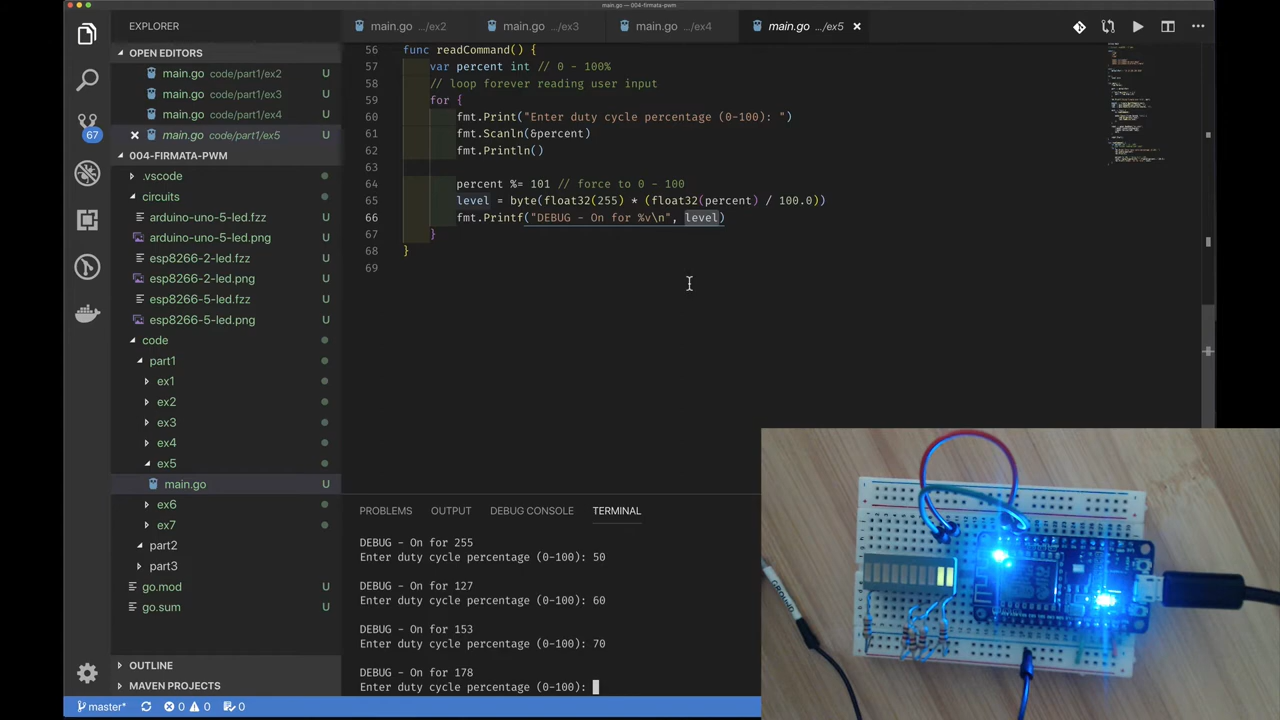 main.go — 004-firmata-pwm
EXPLORER
main.go .../ex2
main.go .../ex3
main.go .../ex4
main.go .../ex5
OPEN EDITORS
main.go code/part1/ex2 U
main.go code/part1/ex3 U
main.go code/part1/ex4 U
main.go code/part1/ex5 U
004-FIRMATA-PWM
.vscode
circuits
arduino-uno-led.fzz U
arduino-uno-led.png U
esp8266-2-led.fzz U
esp8266-2-led.png U
esp8266-5-led.fzz U
esp8266-5-led.png U
code
part1
ex1
ex2
ex3
ex4
ex5
main.go U
ex6
ex7
part2
part3
go.mod U
go.sum U
OUTLINE
MAVEN PROJECTS
67
56 func readCommand() {
57 var percent int // 0 - 100%
58 // loop forever reading user input
59 for {
60 fmt.Print("Enter duty cycle percentage (0-100): ")
61 fmt.Scanln(&percent)
62 fmt.Println()
63
64 percent %= 101 // force to 0 - 100
65 level = byte(float32(255) * (float32(percent) / 100.0))
66 fmt.Printf("DEBUG - On for %v\n", level)
67 }
68 }
69
PROBLEMS OUTPUT DEBUG CONSOLE TERMINAL
DEBUG - On for 255
Enter duty cycle percentage (0-100): 50
DEBUG - On for 127
Enter duty cycle percentage (0-100): 60
DEBUG - On for 153
Enter duty cycle percentage (0-100): 70
DEBUG - On for 178
Enter duty cycle percentage (0-100):
GROUND
master* 0 0 0